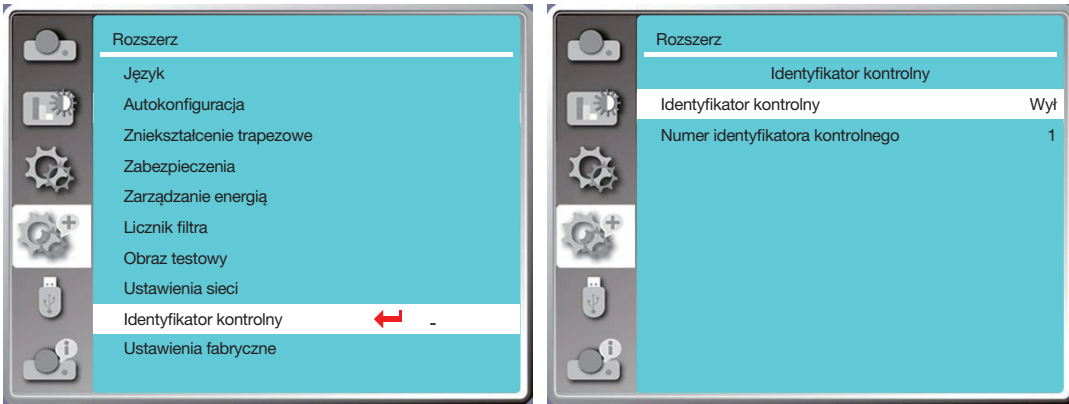 Rozszerz
Język
Autokonfiguracja
Zniekształcenie trapezowe
Zabezpieczenia
Zarządzanie energią
Licznik filtra
Obraz testowy
Ustawienia sieci
Identyfikator kontrolny -
Ustawienia fabryczne
Rozszerz
Identyfikator kontrolny
Identyfikator kontrolny Wył
Numer identyfikatora kontrolnego 1